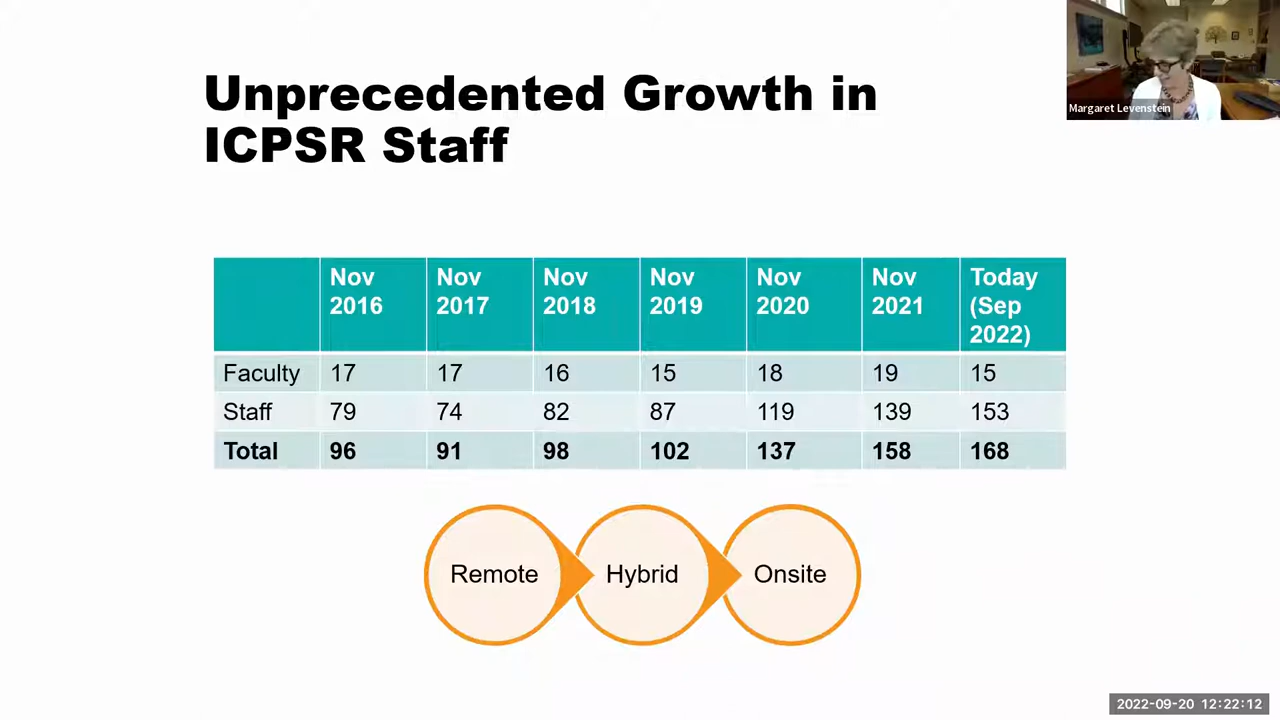 Unprecedented Growth in
ICPSR Staff
Margaret Levenstein
Nov 2016 Nov 2017 Nov 2018 Nov 2019 Nov 2020 Nov 2021 Today (Sep 2022)
Faculty 17 17 16 15 18 19 15
Staff 79 74 82 87 119 139 153
Total 96 91 98 102 137 158 168
Remote Hybrid Onsite
2022-09-20 12:22:12